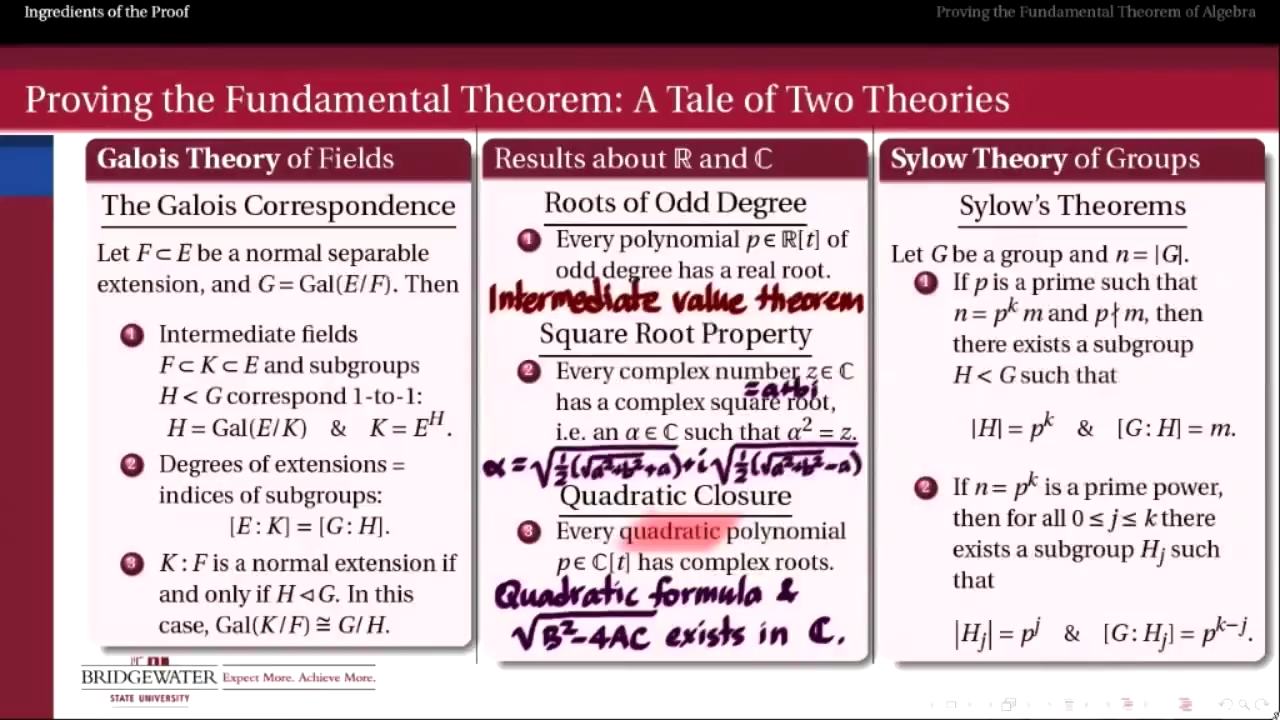 Ingredients of the Proof
Proving the Fundamental Theorem of Algebra
Proving the Fundamental Theorem: A Tale of Two Theories
Galois Theory of Fields
The Galois Correspondence
Let F ⊂ E be a normal separable
extension, and G = Gal(E/F). Then
1 Intermediate fields
F ⊂ K ⊂ E and subgroups
H < G correspond 1-to-1:
H = Gal(E/K) & K = E^H.
2 Degrees of extensions =
indices of subgroups:
[E : K] = [G : H].
3 K : F is a normal extension if
and only if H ◁ G. In this
case, Gal(K/F) ≅ G/H.
Results about ℝ and ℂ
Roots of Odd Degree
1 Every polynomial p ∈ ℝ[t] of
odd degree has a real root.
Intermediate value theorem
Square Root Property
2 Every complex number z ∈ ℂ
= a+bi
has a complex square root,
i.e. an α ∈ ℂ such that α² = z.
α = √(½(√(a²+b²)+a)) + i√(½(√(a²+b²)-a))
Quadratic Closure
3 Every quadratic polynomial
p ∈ ℂ[t] has complex roots.
Quadratic formula &
√(B²-4AC) exists in ℂ.
Sylow Theory of Groups
Sylow's Theorems
Let G be a group and n = |G|.
1 If p is a prime such that
n = p^k m and p ∤ m, then
there exists a subgroup
H < G such that
|H| = p^k & [G : H] = m.
2 If n = p^k is a prime power,
then for all 0 ≤ j ≤ k there
exists a subgroup H_j such
that
|H_j| = p^j & [G : H_j] = p^{k-j}.
BRIDGEWATER
STATE UNIVERSITY
Expect More. Achieve More.